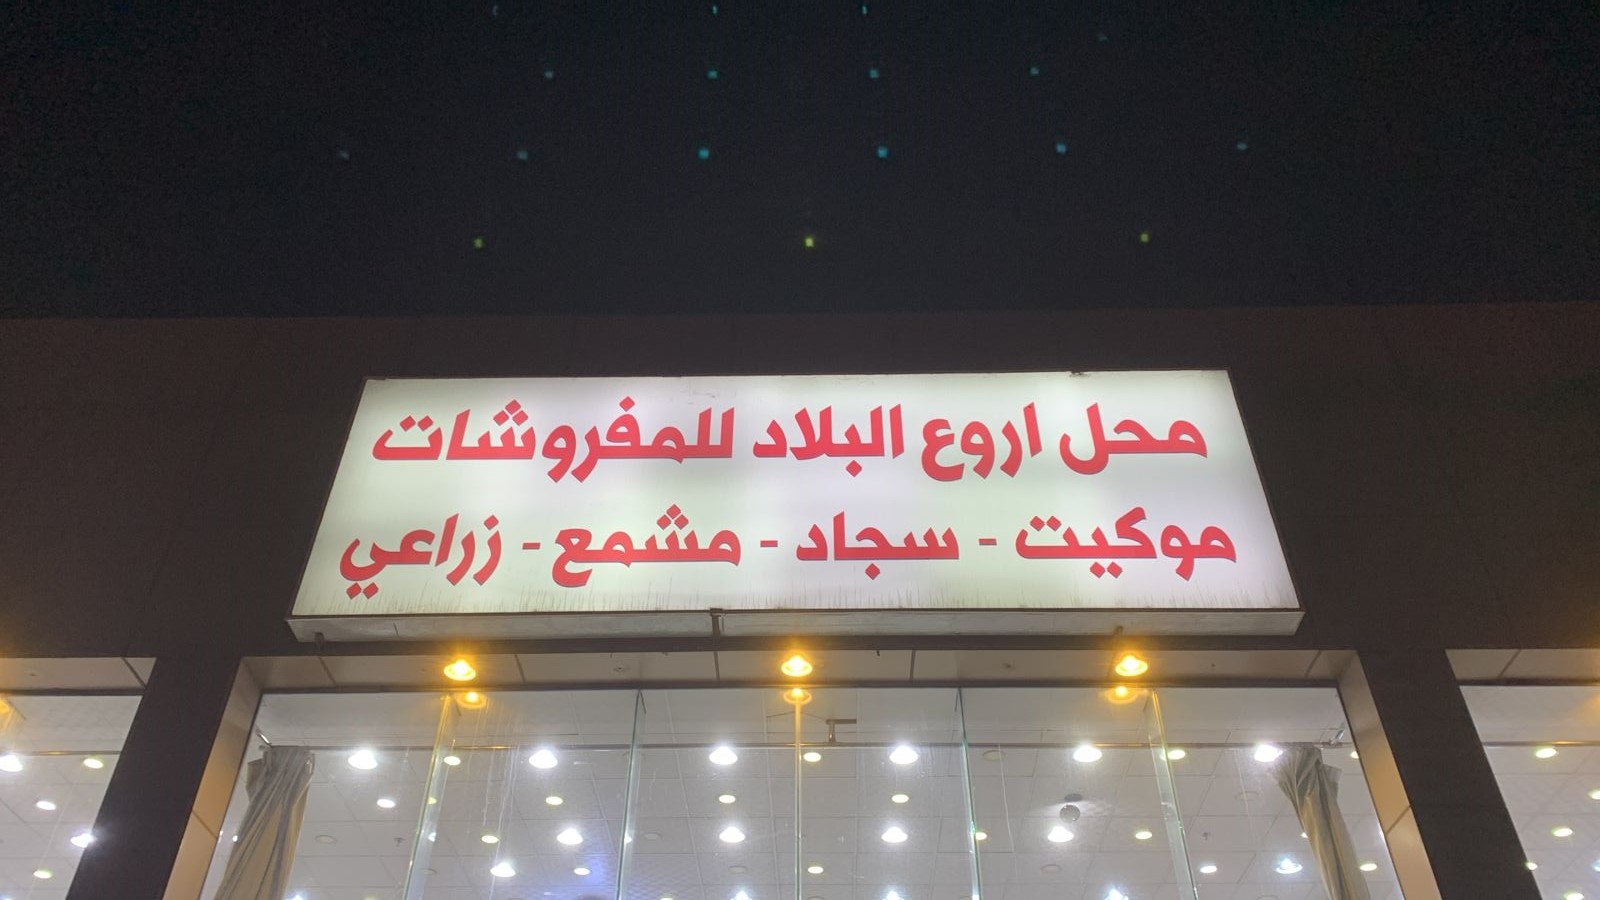 محل اروع البلاد للمفروشات
موكيت - سجاد - مشمع - زراعي